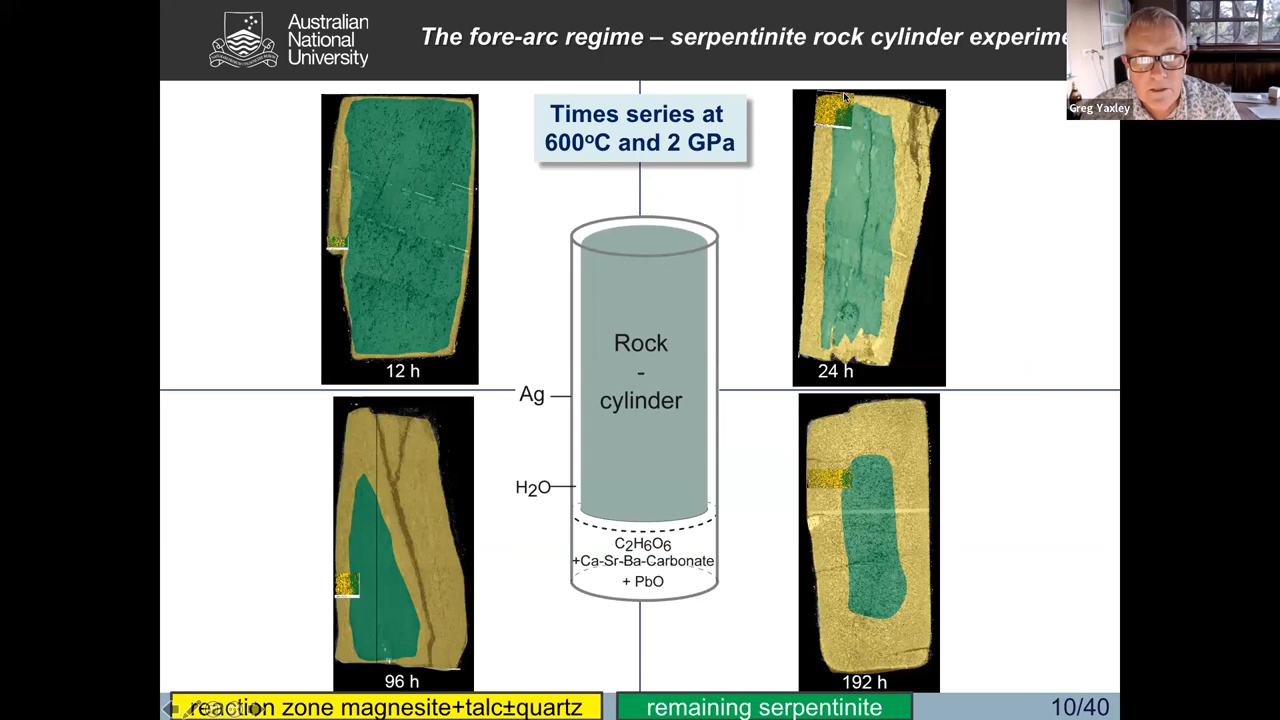 Australian
National
University
The fore-arc regime – serpentinite rock cylinder experime
Greg Yaxley
Times series at
600°C and 2 GPa
12 h
24 h
Rock
-
cylinder
Ag
H2O
C2H6O6
+Ca-Sr-Ba-Carbonate
+ PbO
96 h
192 h
reaction zone magnesite+talc±quartz
remaining serpentinite
10/40